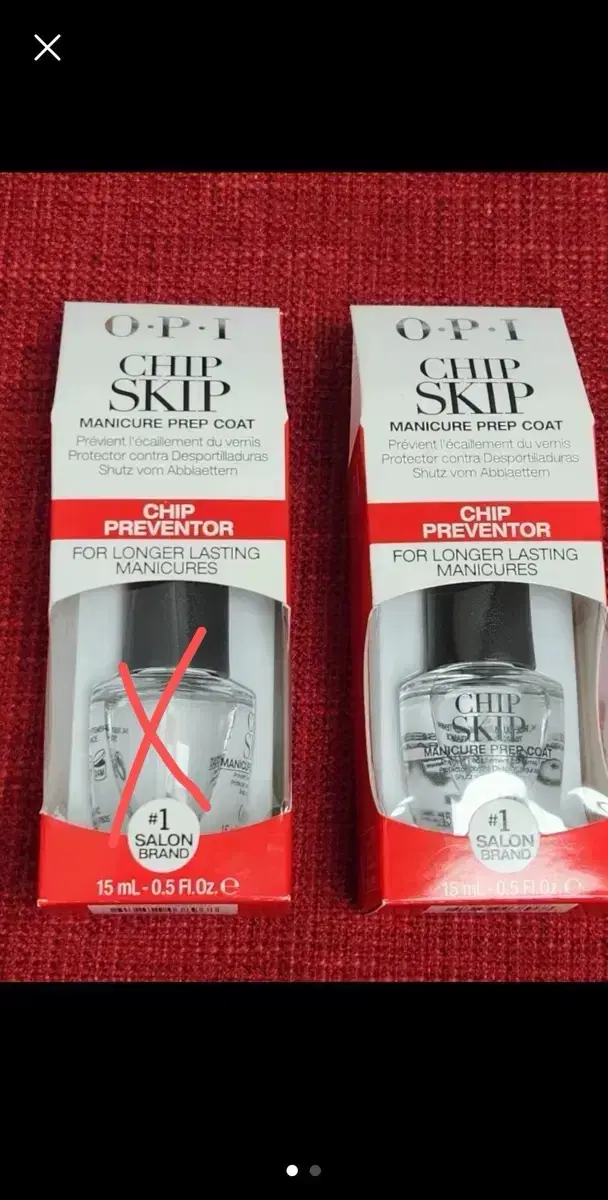 O·P·I
CHIP
SKIP
MANICURE PREP COAT
Prévient l'écaillement du vernis
Protector contra Desportilladuras
Shutz vom Abblaettern
CHIP
PREVENTOR
FOR LONGER LASTING
MANICURES
#1
SALON
BRAND
15 mL - 0.5 Fl.Oz. ℮
O·P·I
CHIP
SKIP
MANICURE PREP COAT
Prévient l'écaillement du vernis
Protector contra Desportilladuras
Shutz vom Abblaettern
CHIP
PREVENTOR
FOR LONGER LASTING
MANICURES
CHIP
SKIP
MANICURE PREP COAT
#1
SALON
BRAND
15 mL - 0.5 Fl.Oz. ℮